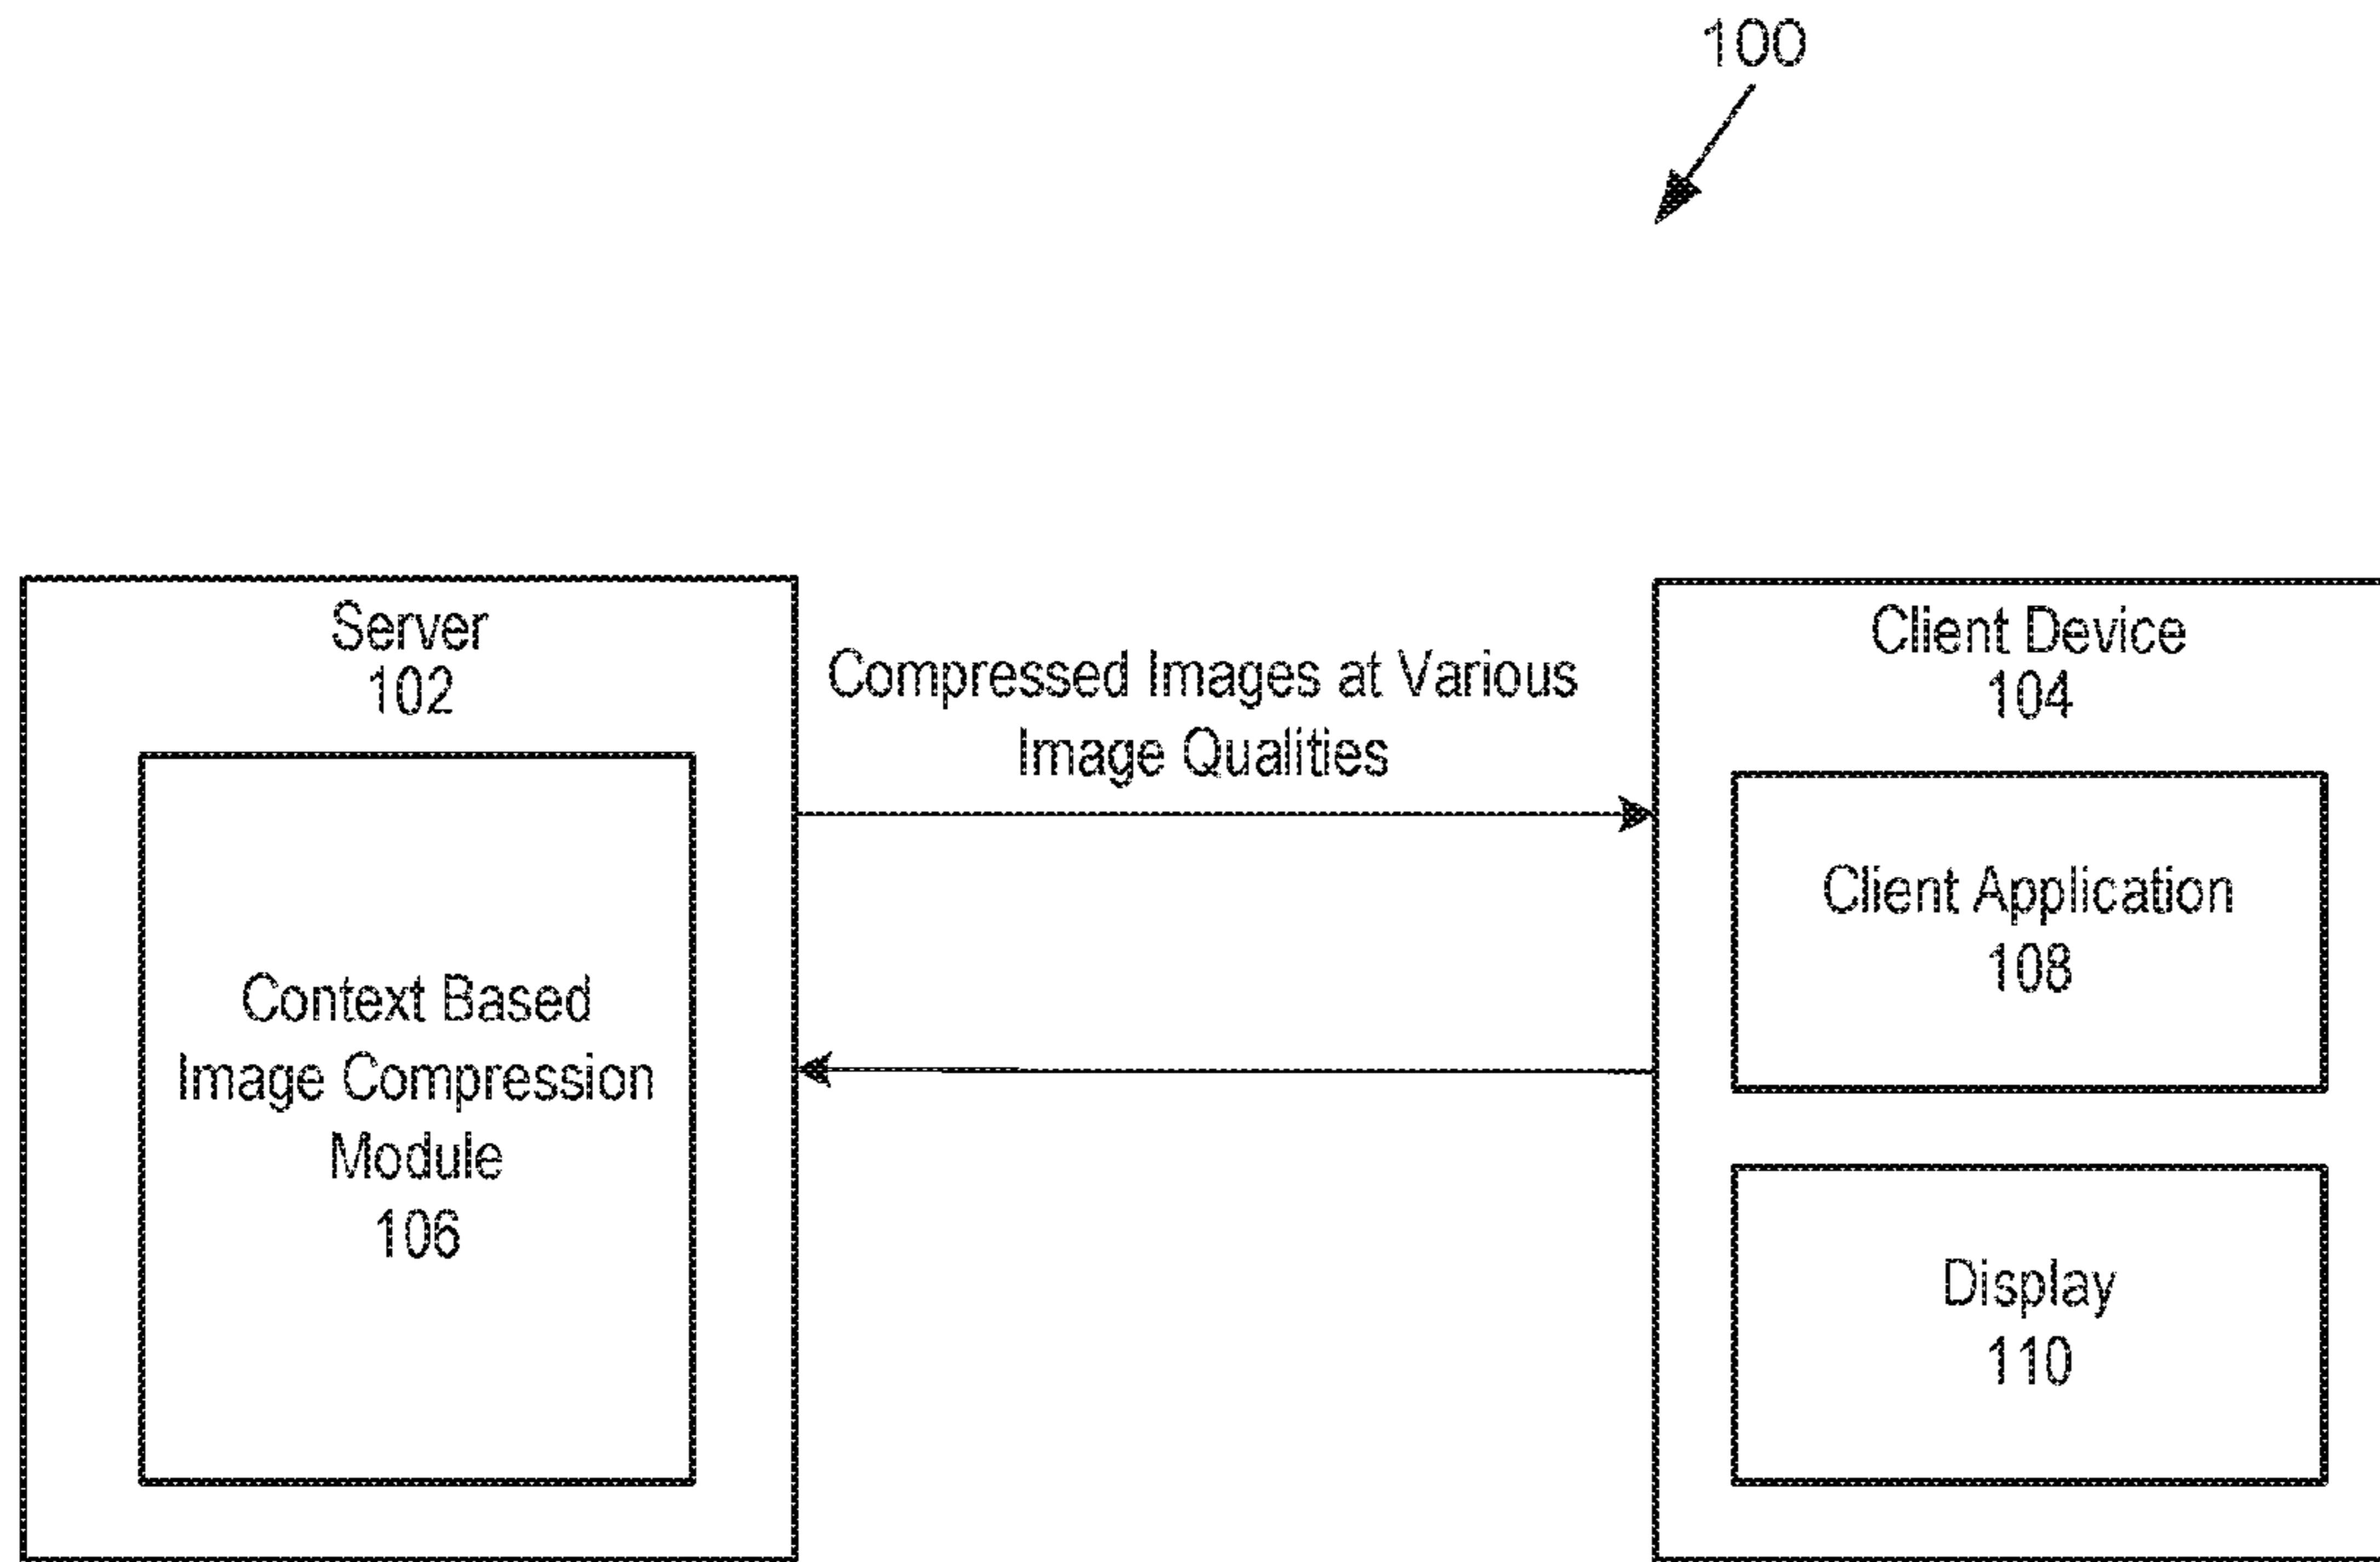 100
Server
102
Context Based
Image Compression
Module
106
Compressed Images at Various
Image Qualities
Client Device
104
Client Application
108
Display
110